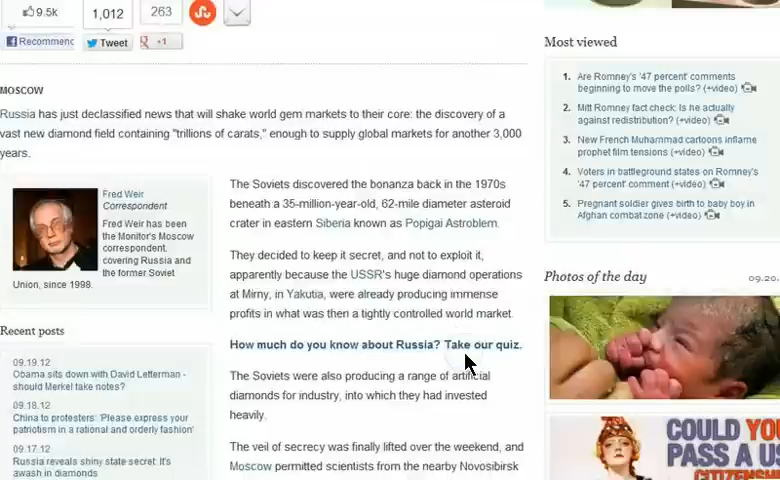 9.5k
1,012
263
Recommend
Tweet
+1
MOSCOW
Russia has just declassified news that will shake world gem markets to their core: the discovery of a
vast new diamond field containing "trillions of carats," enough to supply global markets for another 3,000
years.
Fred Weir
Correspondent
Fred Weir has been
the Monitor's Moscow
correspondent,
covering Russia and
the former Soviet
Union, since 1998.
The Soviets discovered the bonanza back in the 1970s
beneath a 35-million-year-old, 62-mile diameter asteroid
crater in eastern Siberia known as Popigai Astroblem.
They decided to keep it secret, and not to exploit it,
apparently because the USSR's huge diamond operations
at Mirny, in Yakutia, were already producing immense
profits in what was then a tightly controlled world market.
How much do you know about Russia? Take our quiz.
The Soviets were also producing a range of artificial
diamonds for industry, into which they had invested
heavily.
The veil of secrecy was finally lifted over the weekend, and
Moscow permitted scientists from the nearby Novosibirsk
Recent posts
09.19.12
Obama sits down with David Letterman -
should Merkel take notes?
09.18.12
China to protesters: 'Please express your
patriotism in a rational and orderly fashion'
09.17.12
Russia reveals shiny state secret: It's
awash in diamonds
Most viewed
1. Are Romney's '47 percent' comments
beginning to move the polls? (+video)
2. Mitt Romney fact check: Is he actually
against redistribution? (+video)
3. New French Muhammad cartoons inflame
prophet film tensions (+video)
4. Voters in battleground states on Romney's
'47 percent' comment (+video)
5. Pregnant soldier gives birth to baby boy in
Afghan combat zone (+video)
Photos of the day
09.20.
COULD YOU
PASS A US
CITIZENSHIP